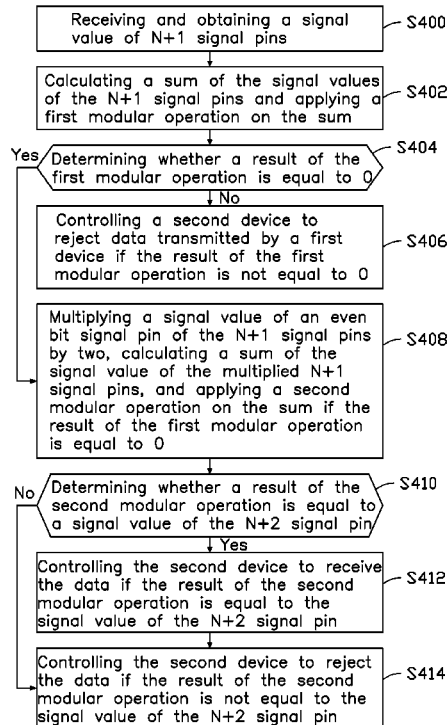 Receiving and obtaining a signal
value of N+1 signal pins
S400
Calculating a sum of the signal values
of the N+1 signal pins and applying a
first modular operation on the sum
S402
Yes
Determining whether a result of the
first modular operation is equal to 0
S404
No
Controlling a second device to
reject data transmitted by a first
device if the result of the first
modular operation is not equal to 0
S406
Multiplying a signal value of an even
bit signal pin of the N+1 signal pins
by two, calculating a sum of the
signal value of the multiplied N+1
signal pins, and applying a second
modular operation on the sum if the
result of the first modular operation
is equal to 0
S408
No
Determining whether a result of the
second modular operation is equal to
a signal value of the N+2 signal pin
S410
Yes
Controlling the second device to receive
the data if the result of the second
modular operation is equal to the
signal value of the N+2 signal pin
S412
Controlling the second device to reject
the data if the result of the second
modular operation is not equal to the
signal value of the N+2 signal pin
S414